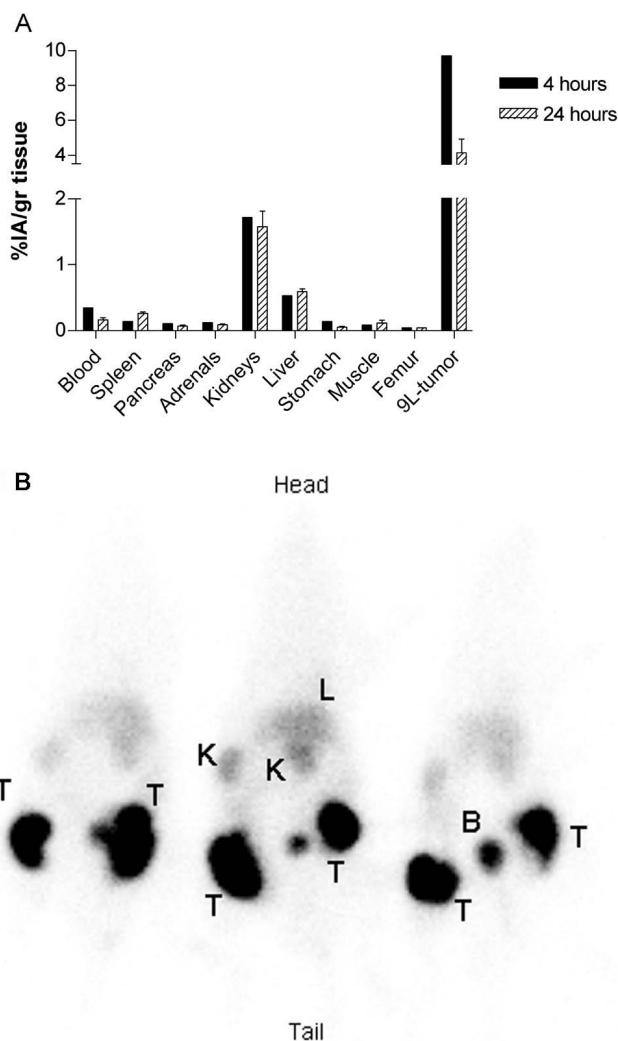 A
10
8
6
4
2
1
0
%IA/gr tissue
4 hours
24 hours
Blood
Spleen
Pancreas
Adrenals
Kidneys
Liver
Stomach
Muscle
Femur
9L-tumor
B
Head
L
K
K
T
T
B
T
T
T
T
Tail